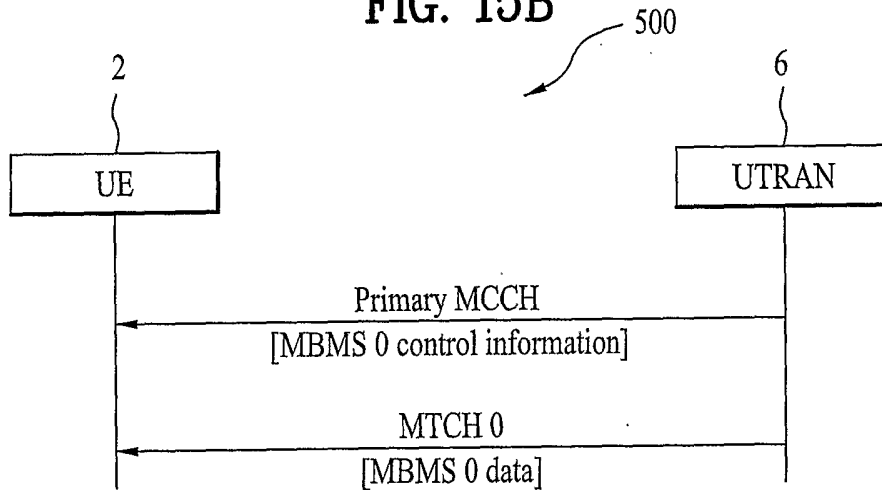 FIG. 15B
500
2
6
UE
UTRAN
Primary MCCH
[MBMS 0 control information]
MTCH 0
[MBMS 0 data]